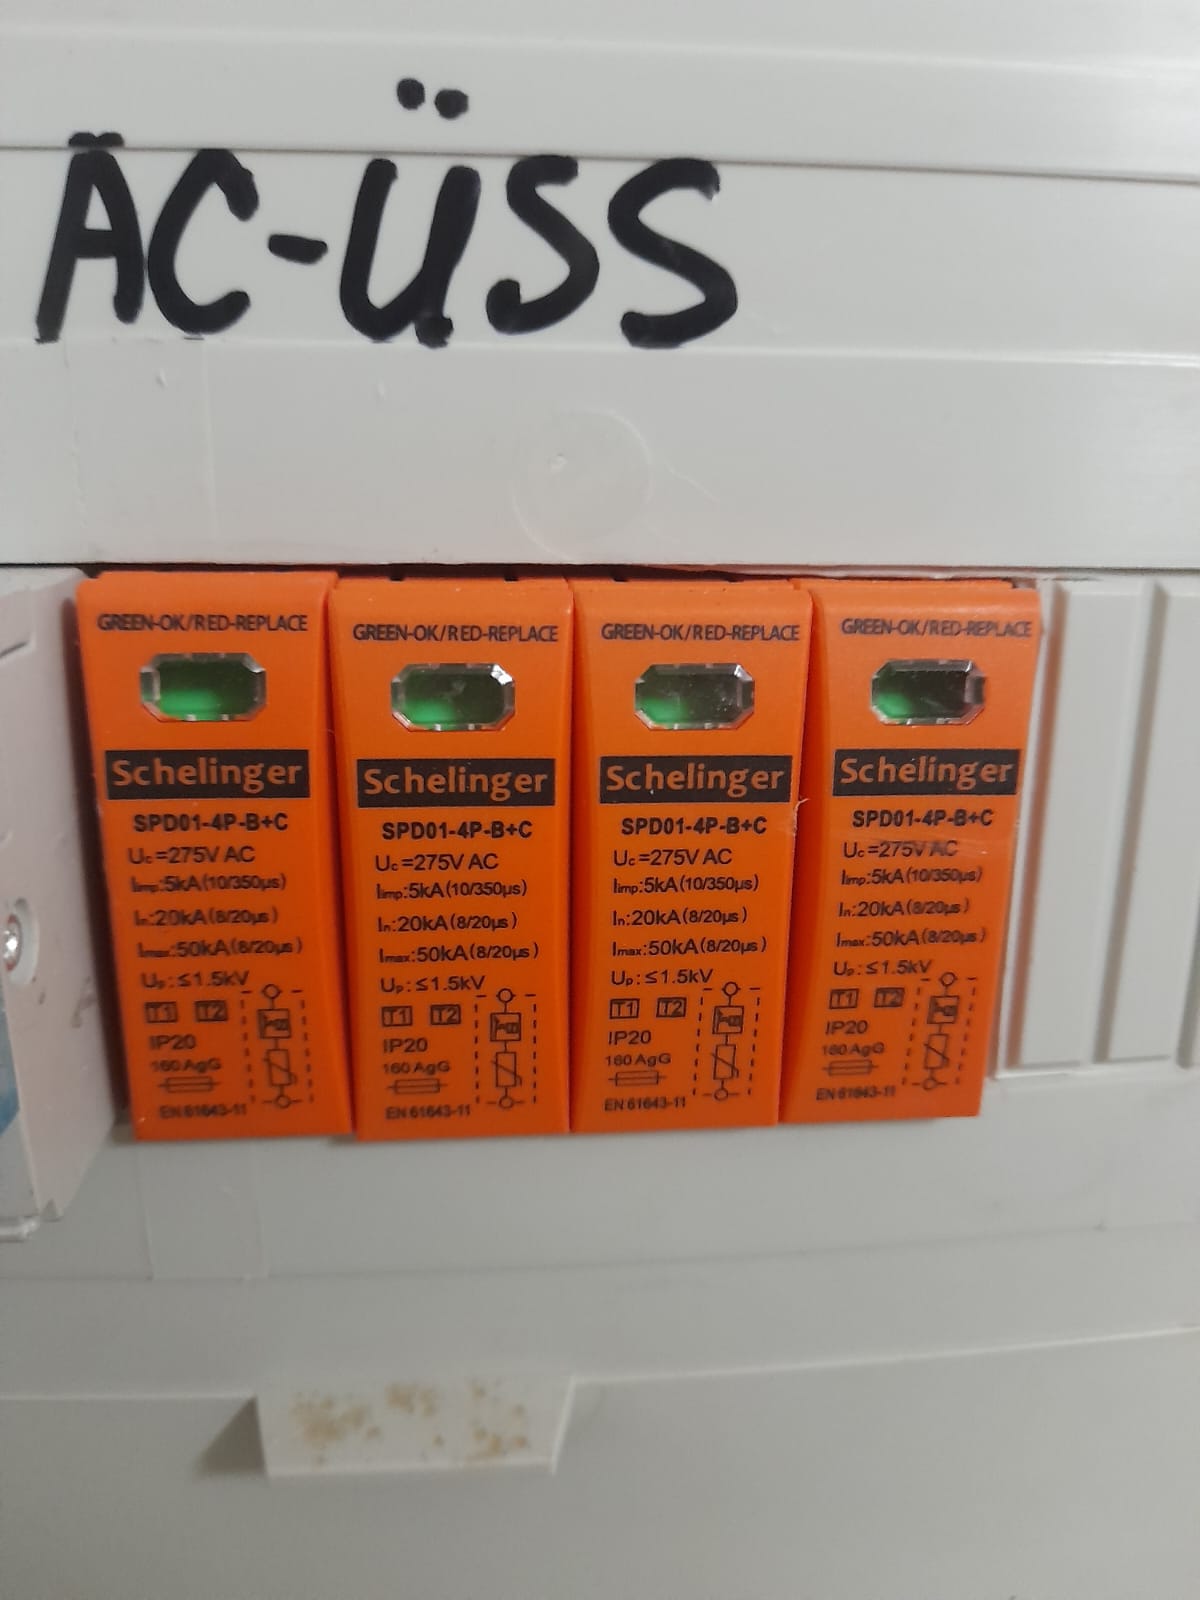 AC-ÜSS
GREEN-OK/RED-REPLACE
Schelinger
SPD01-4P-B+C
Uc=275V AC
Iimp:5kA(10/350µs)
In:20kA(8/20µs)
Imax:50kA(8/20µs)
Up:≤1.5kV
T1 T2
IP20
160 AgG
EN 61643-11
GREEN-OK/RED-REPLACE
Schelinger
SPD01-4P-B+C
Uc=275V AC
Iimp:5kA(10/350µs)
In:20kA(8/20µs)
Imax:50kA(8/20µs)
Up:≤1.5kV
T1 T2
IP20
160 AgG
EN 61643-11
GREEN-OK/RED-REPLACE
Schelinger
SPD01-4P-B+C
Uc=275V AC
Iimp:5kA(10/350µs)
In:20kA(8/20µs)
Imax:50kA(8/20µs)
Up:≤1.5kV
T1 T2
IP20
160 AgG
EN 61643-11
GREEN-OK/RED-REPLACE
Schelinger
SPD01-4P-B+C
Uc=275V AC
Iimp:5kA(10/350µs)
In:20kA(8/20µs)
Imax:50kA(8/20µs)
Up:≤1.5kV
T1 T2
IP20
160 AgG
EN 61643-11